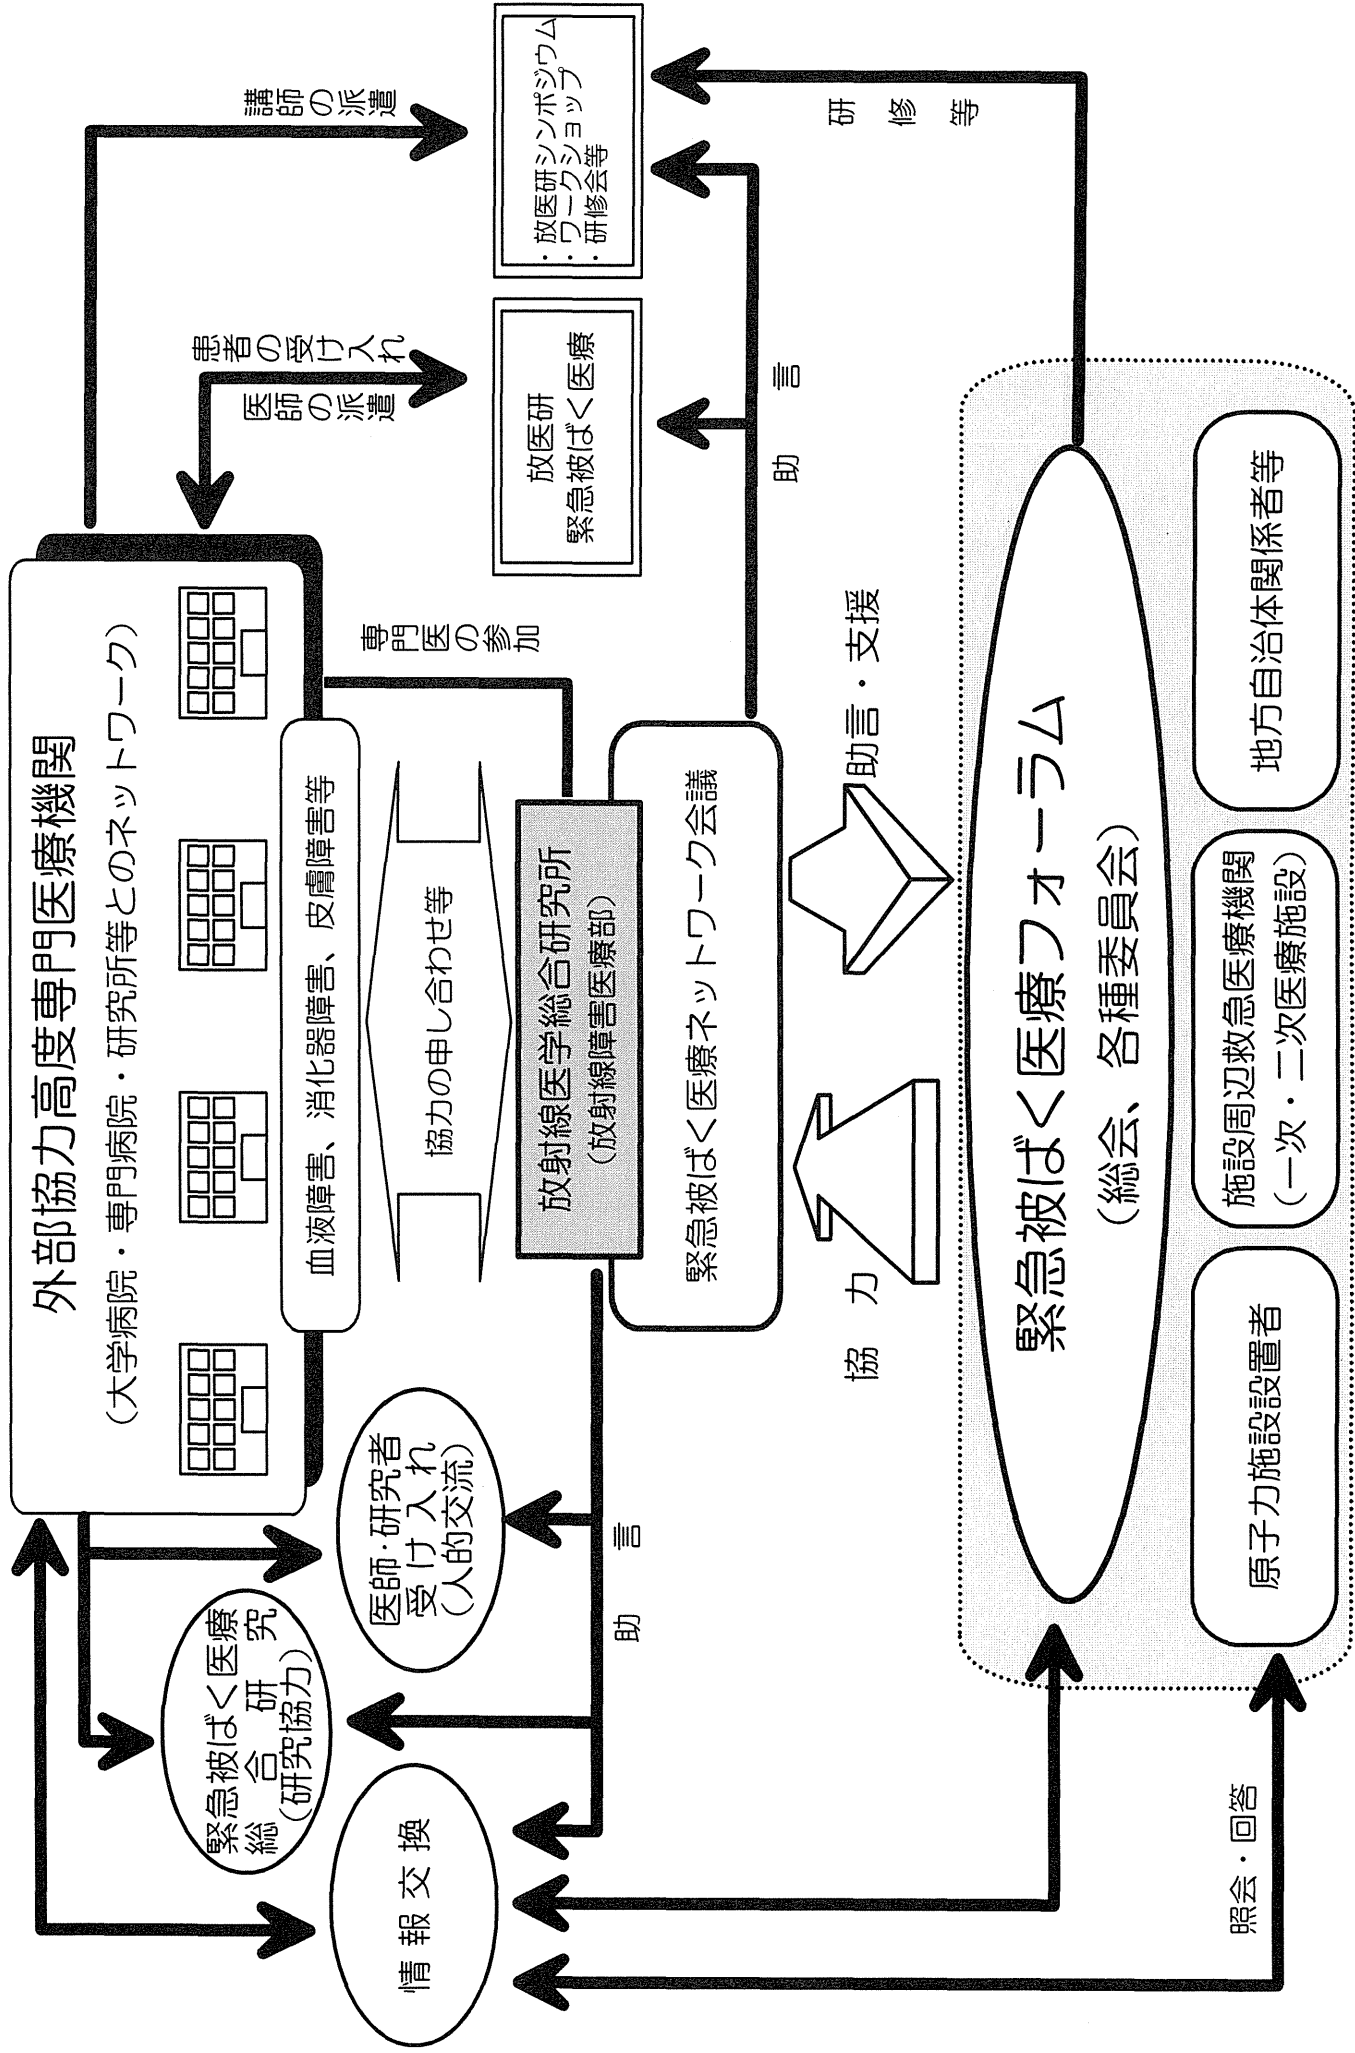 外部協力高度専門医療機関
（大学病院・専門病院・研究所等とのネットワーク）
血液障害、消化器障害、皮膚障害等
講師の派遣
患者の受け入れ
医師の派遣
専門医の参加
協力の申し合わせ等
緊急被ばく医療
総合研究
（研究協力）
医師・研究者
受け入れ
（人的交流）
情報交換
放射線医学総合研究所
（放射線障害医療部）
緊急被ばく医療ネットワーク会議
放医研
緊急被ばく医療
・放医研シンポジウム
・ワークショップ
・研修会等
助言
助言
研修等
協力
助言・支援
緊急被ばく医療フォーラム
（総会、各種委員会）
原子力施設設置者
施設周辺救急医療機関
（一次・二次医療施設）
地方自治体関係者等
照会・回答